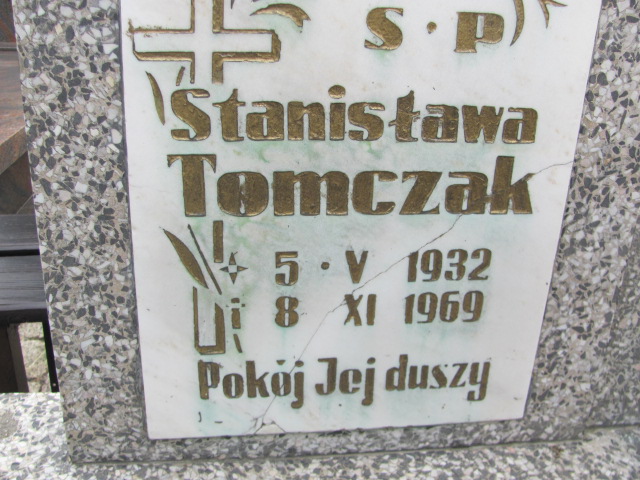 S·P
Stanisława
Tomczak
5·V 1932
8 XI 1969
Pokój Jej duszy